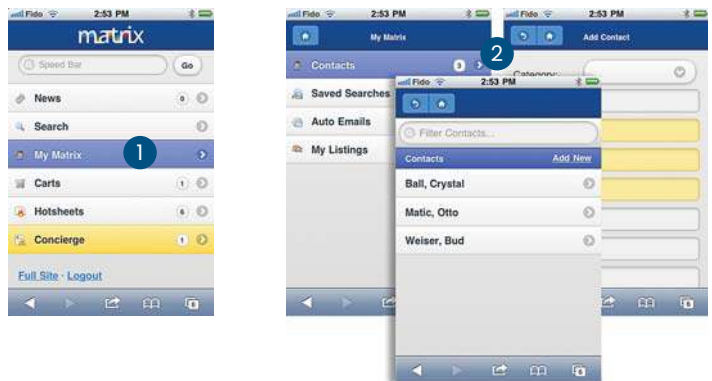 Fido 2:53 PM
matrix
Speed Bar Go
News 0
Search
My Matrix 1
Carts 1
Hotsheets 6
Concierge 1
Full Site · Logout
6
Fido 2:53 PM
My Matrix
Contacts 3
Saved Searches
Auto Emails
My Listings
2
Fido 2:53 PM
Add Contact
Category:
6
Fido 2:53 PM
Filter Contacts...
Contacts Add New
Ball, Crystal
Matic, Otto
Weiser, Bud
6